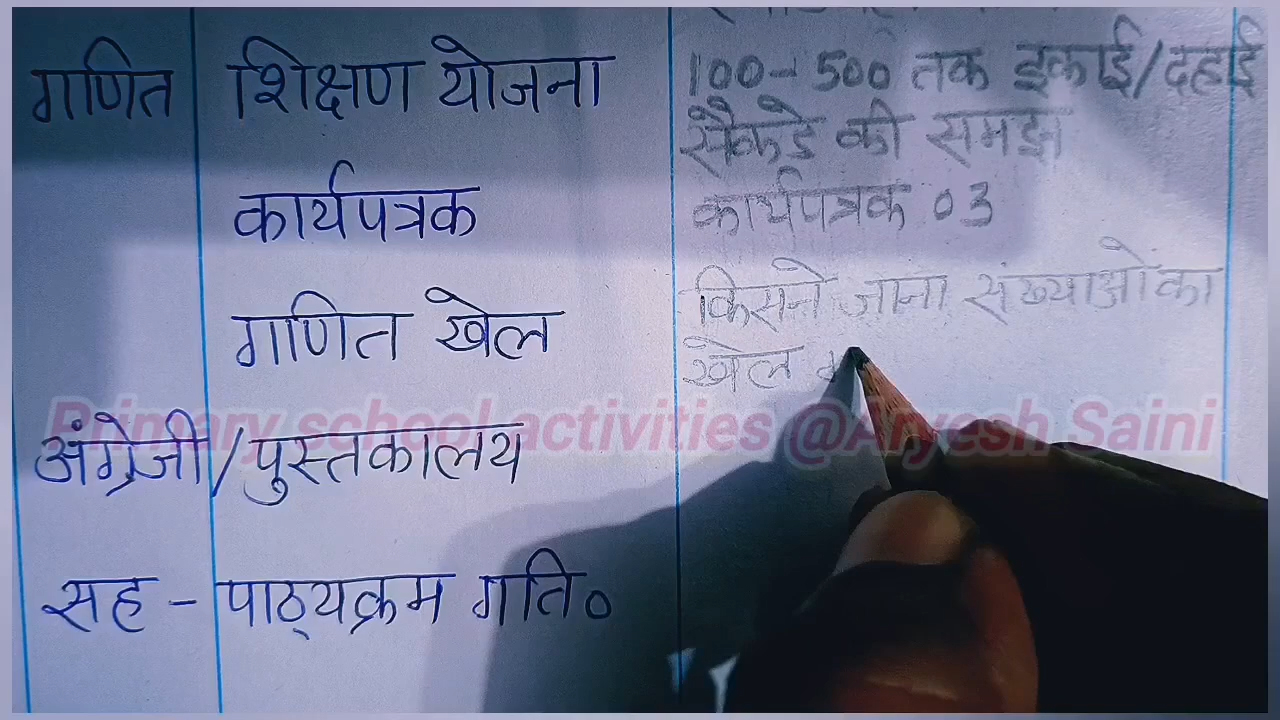 गणित शिक्षण योजना 100-500 तक इकाई/दहाई
सैकडे की समझ
कार्यपत्रक कार्यपत्रक 03
गणित खेल किसने जाना संख्याओं का
खेल
Primary school activities @Aryesh Saini
अंग्रेजी/पुस्तकालय
सह - पाठ्यक्रम गति०